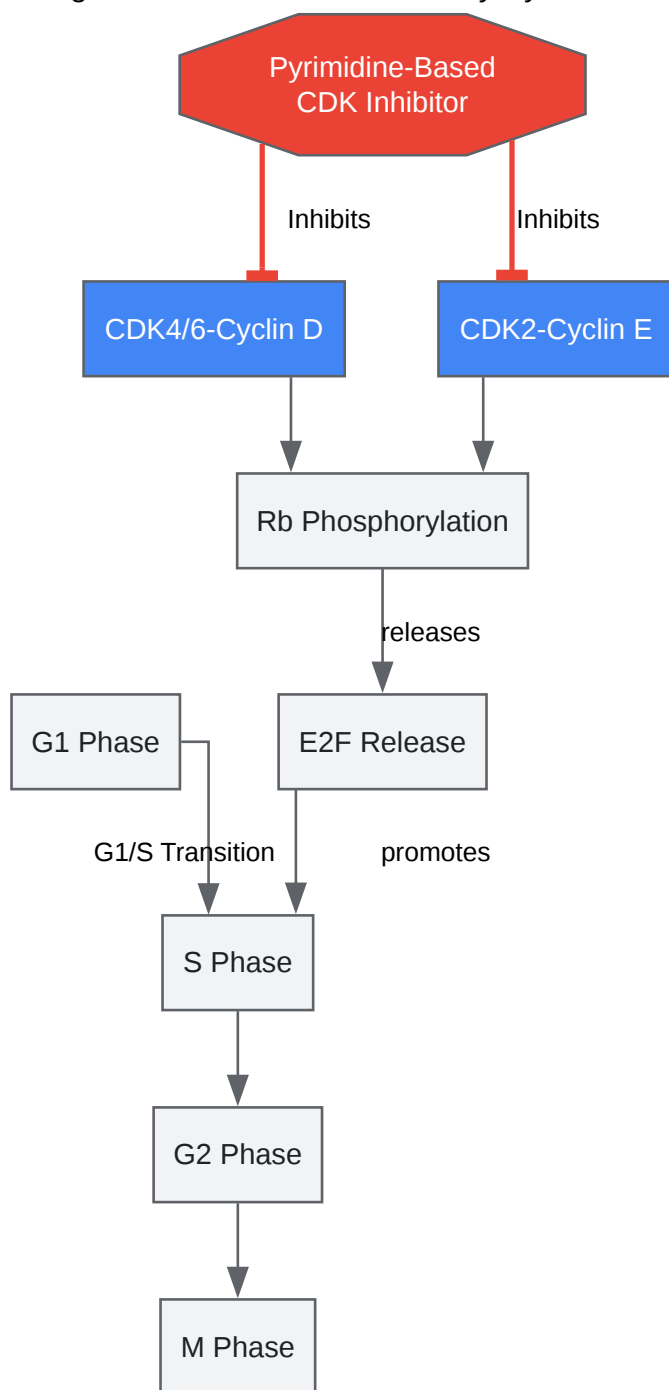 Pyrimidine-Based
CDK Inhibitor
Inhibits
Inhibits
CDK4/6-Cyclin D
CDK2-Cyclin E
Rb Phosphorylation
releases
G1 Phase
E2F Release
G1/S Transition
promotes
S Phase
G2 Phase
M Phase